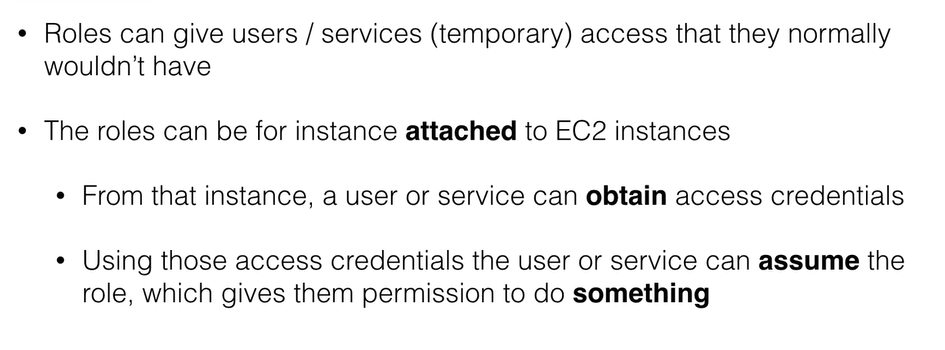 • Roles can give users / services (temporary) access that they normally
wouldn’t have
• The roles can be for instance attached to EC2 instances
• From that instance, a user or service can obtain access credentials
• Using those access credentials the user or service can assume the
role, which gives them permission to do something